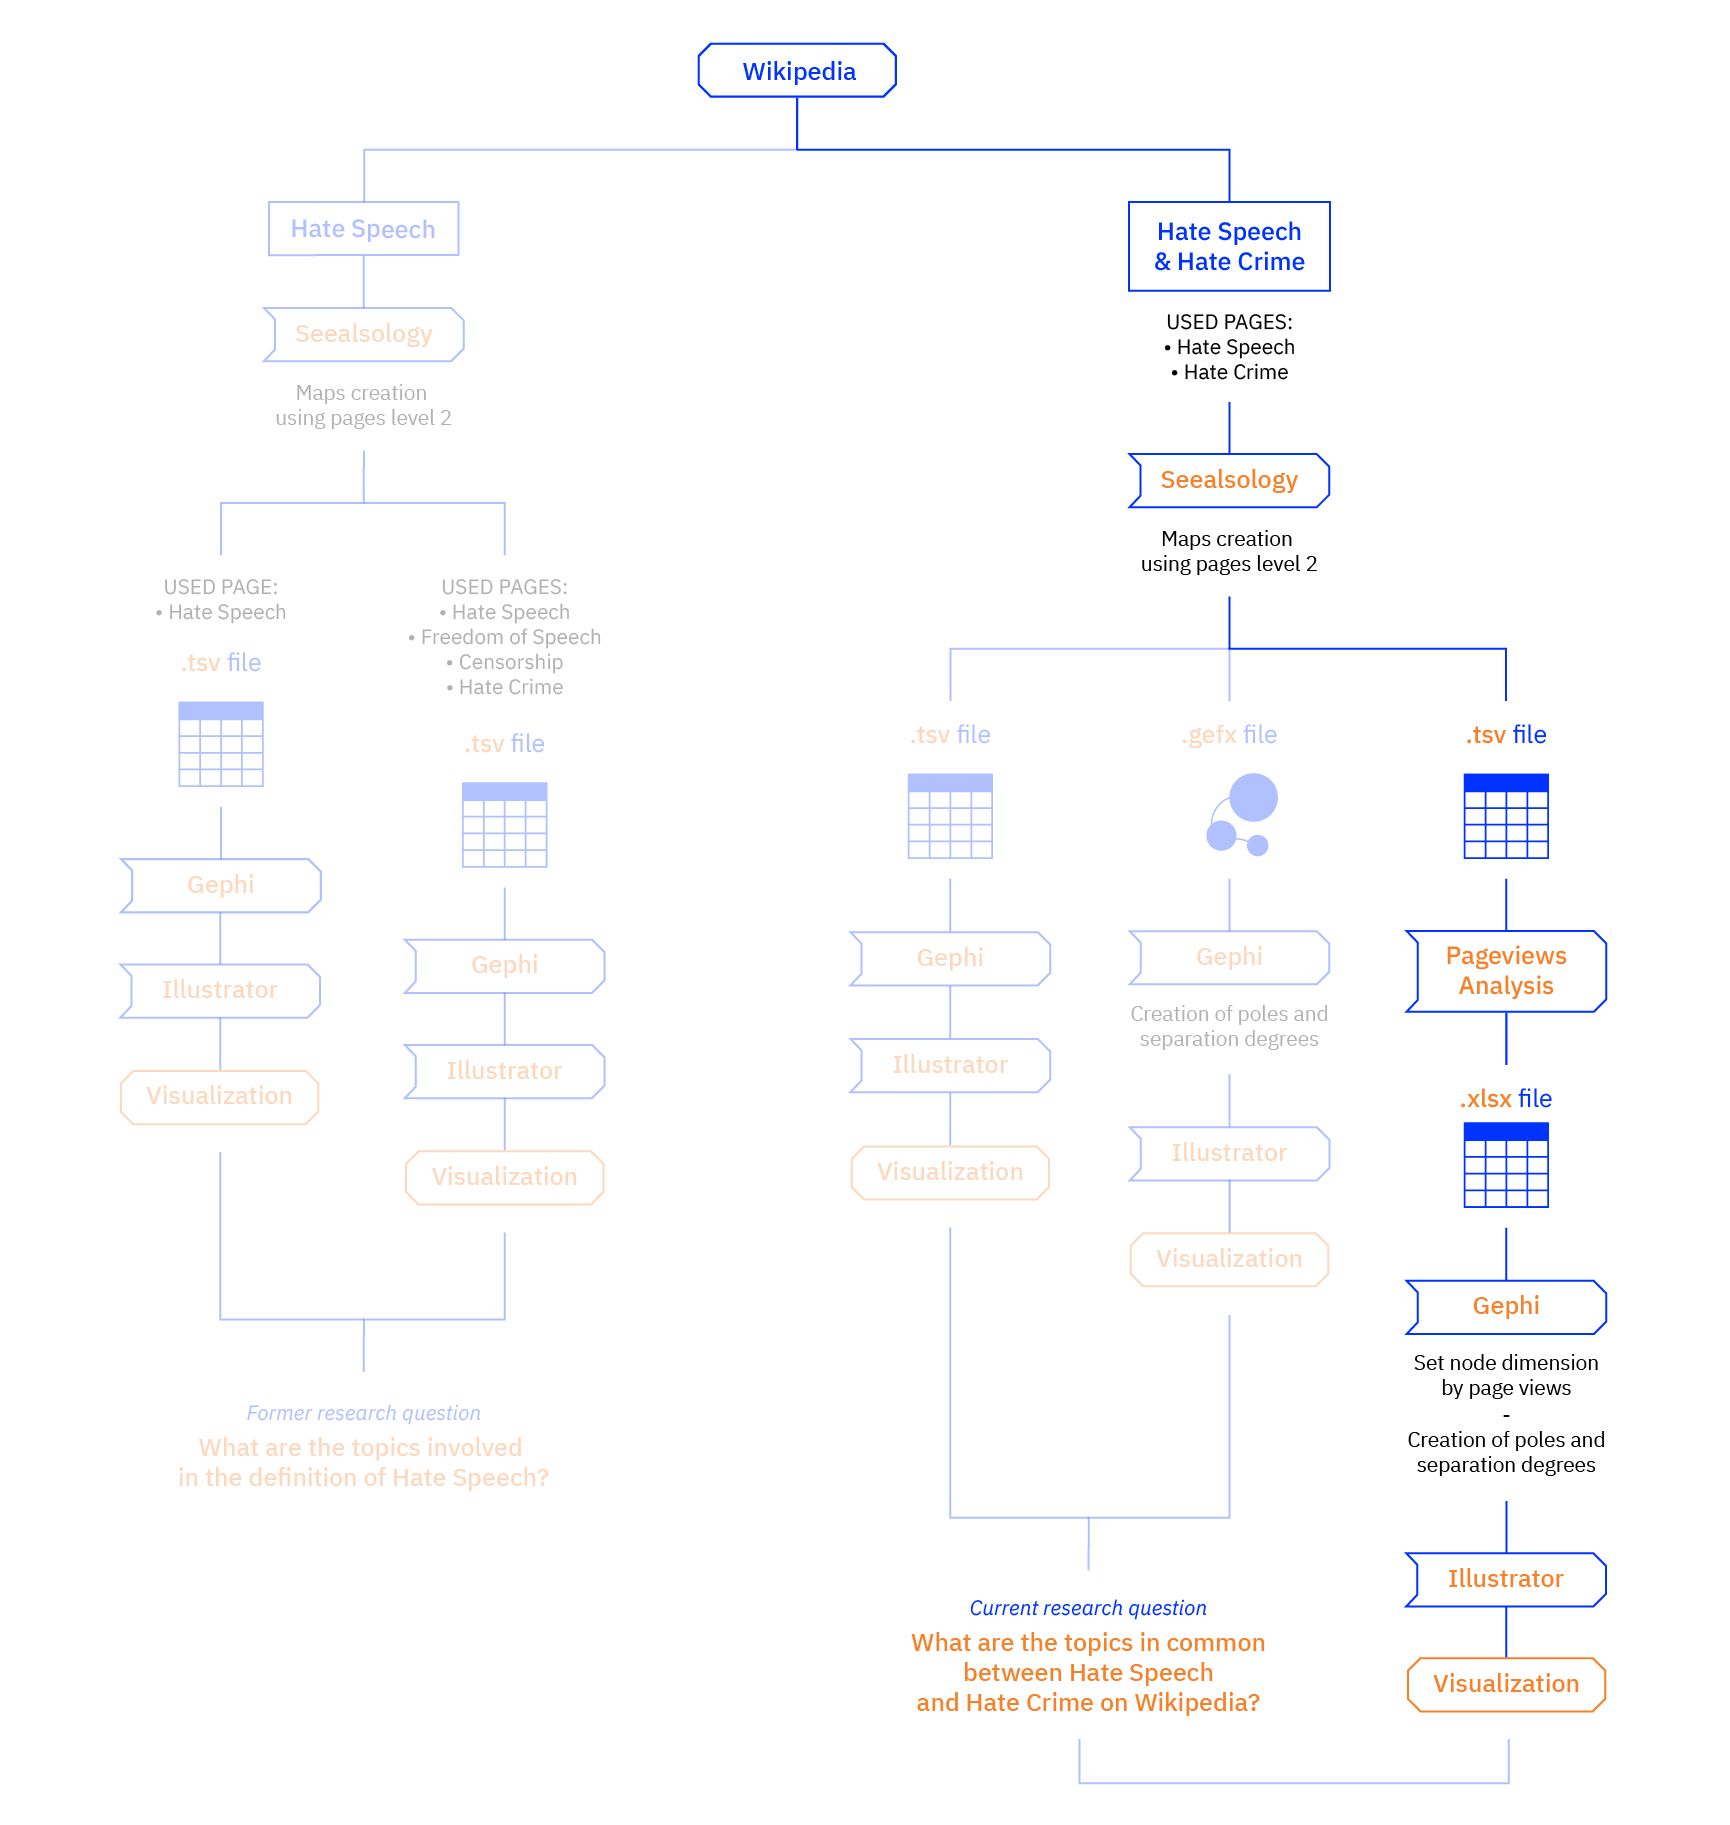 Wikipedia
Hate Speech
Seealsology
Maps creation
using pages level 2
USED PAGE:
• Hate Speech
.tsv file
Gephi
Illustrator
Visualization
USED PAGES:
• Hate Speech
• Freedom of Speech
• Censorship
• Hate Crime
.tsv file
Gephi
Illustrator
Visualization
Former research question
What are the topics involved
in the definition of Hate Speech?
Hate Speech
& Hate Crime
USED PAGES:
• Hate Speech
• Hate Crime
Seealsology
Maps creation
using pages level 2
.tsv file
Gephi
Illustrator
Visualization
.gefx file
Gephi
Creation of poles and
separation degrees
Illustrator
Visualization
.tsv file
Pageviews
Analysis
.xlsx file
Gephi
Set node dimension
by page views
-
Creation of poles and
separation degrees
Illustrator
Visualization
Current research question
What are the topics in common
between Hate Speech
and Hate Crime on Wikipedia?